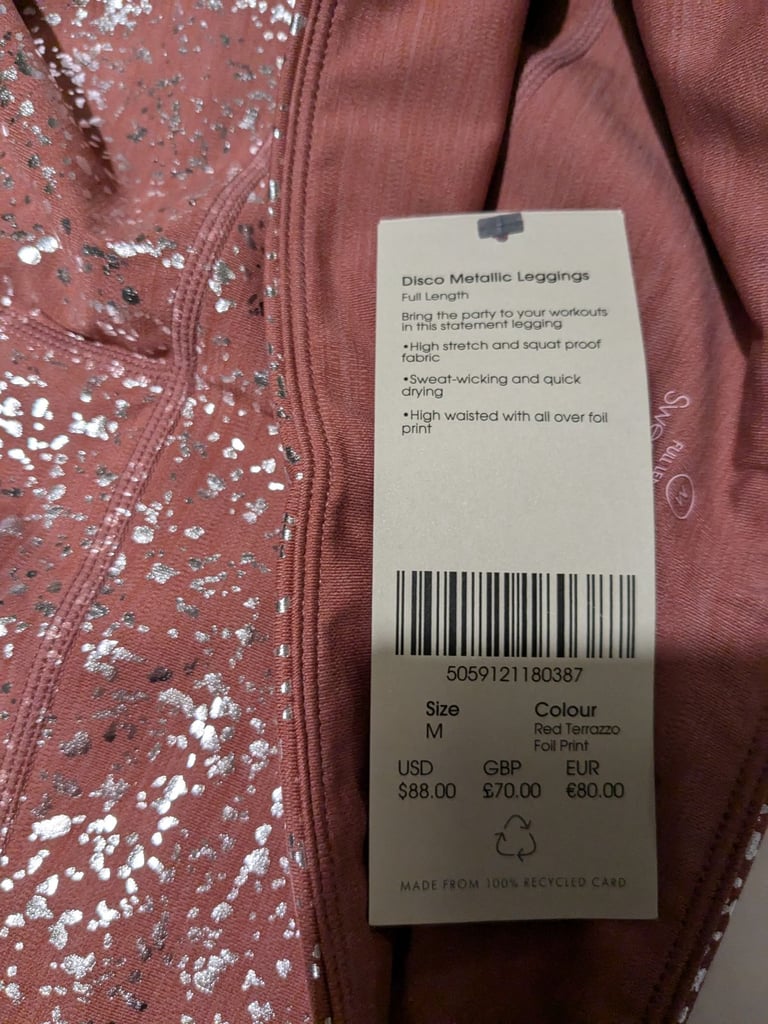 Disco Metallic Leggings
Full Length
Bring the party to your workouts
in this statement legging
•High stretch and squat proof
fabric
•Sweat-wicking and quick
drying
•High waisted with all over foil
print
5059121180387
Size Colour
M Red Terrazzo
Foil Print
USD GBP EUR
$88.00 £70.00 €80.00
MADE FROM 100% RECYCLED CARD
FULL
M